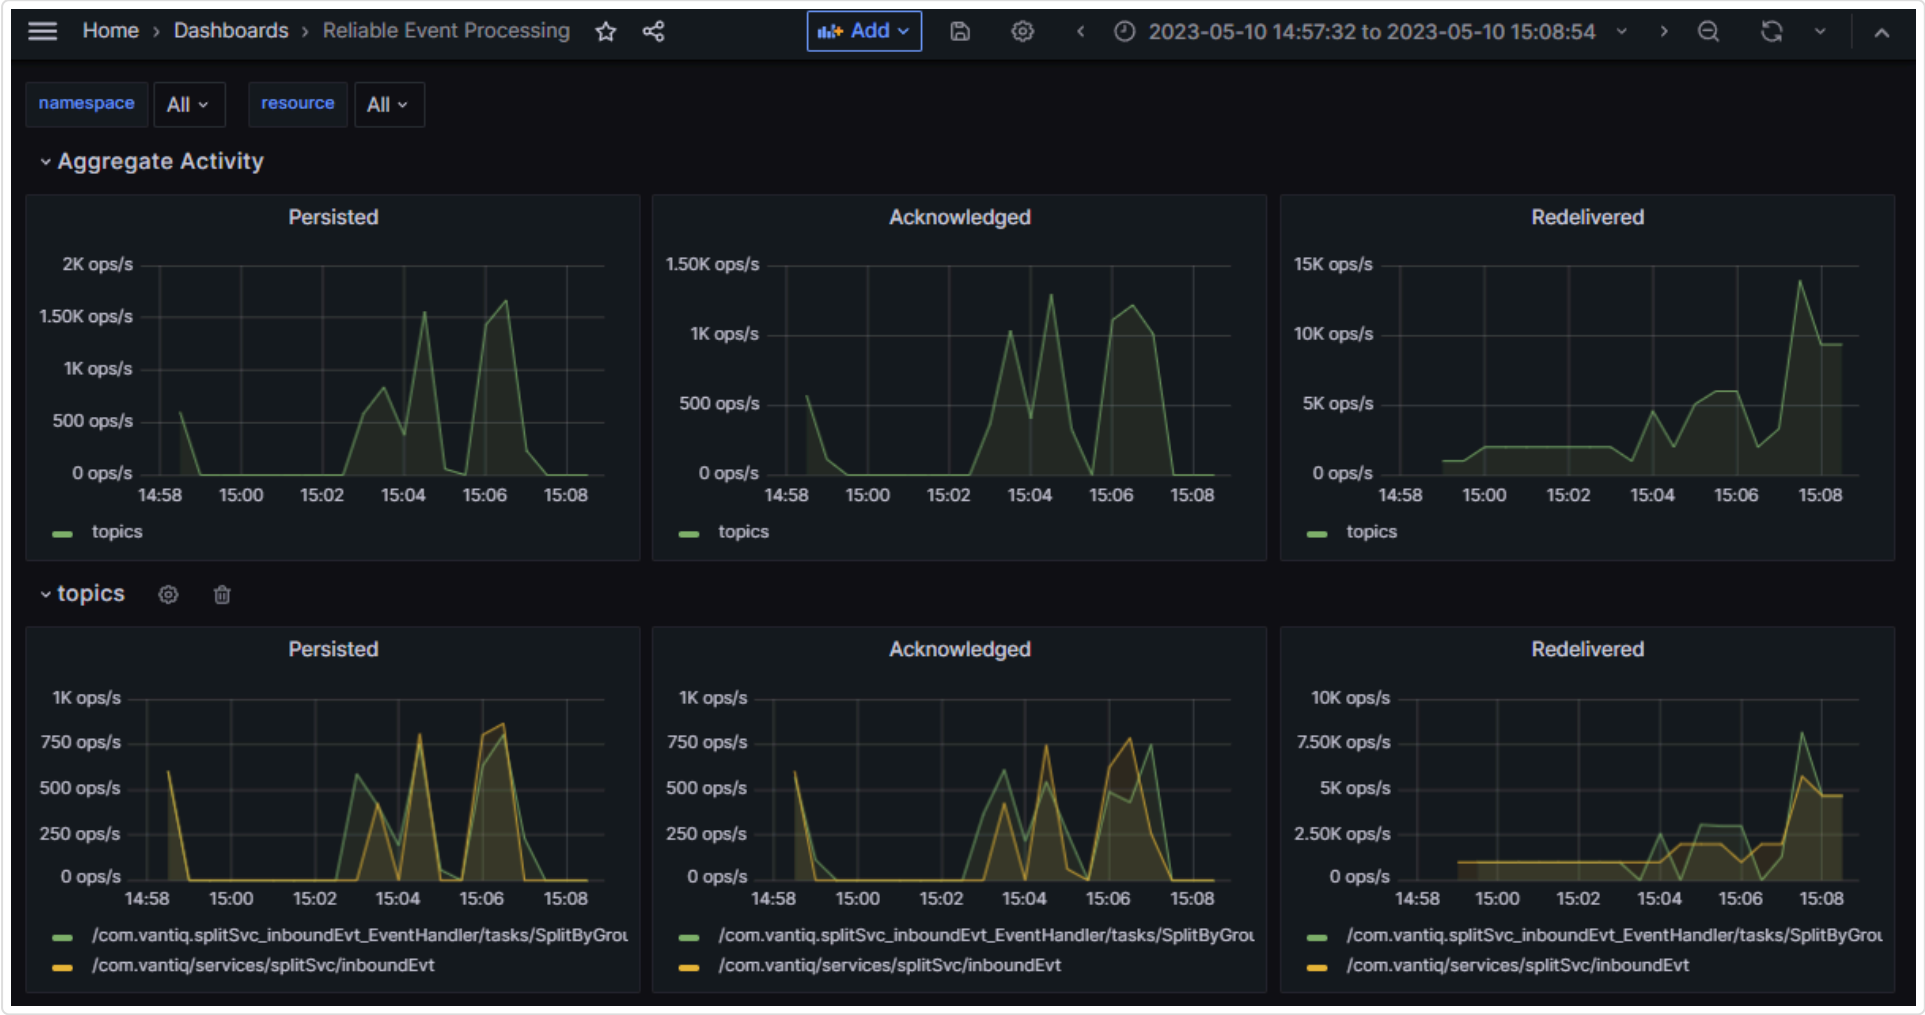 Home › Dashboards › Reliable Event Processing Add 2023-05-10 14:57:32 to 2023-05-10 15:08:54
namespace All resource All
Aggregate Activity
Persisted
2K ops/s
1.50K ops/s
1K ops/s
500 ops/s
0 ops/s
14:58 15:00 15:02 15:04 15:06 15:08
topics
Acknowledged
1.50K ops/s
1K ops/s
500 ops/s
0 ops/s
14:58 15:00 15:02 15:04 15:06 15:08
topics
Redelivered
15K ops/s
10K ops/s
5K ops/s
0 ops/s
14:58 15:00 15:02 15:04 15:06 15:08
topics
topics
Persisted
1K ops/s
750 ops/s
500 ops/s
250 ops/s
0 ops/s
14:58 15:00 15:02 15:04 15:06 15:08
/com.vantiq.splitSvc_inboundEvt_EventHandler/tasks/SplitByGrou
/com.vantiq/services/splitSvc/inboundEvt
Acknowledged
1K ops/s
750 ops/s
500 ops/s
250 ops/s
0 ops/s
14:58 15:00 15:02 15:04 15:06 15:08
/com.vantiq.splitSvc_inboundEvt_EventHandler/tasks/SplitByGrou
/com.vantiq/services/splitSvc/inboundEvt
Redelivered
10K ops/s
7.50K ops/s
5K ops/s
2.50K ops/s
0 ops/s
14:58 15:00 15:02 15:04 15:06 15:08
/com.vantiq.splitSvc_inboundEvt_EventHandler/tasks/SplitByGrou
/com.vantiq/services/splitSvc/inboundEvt